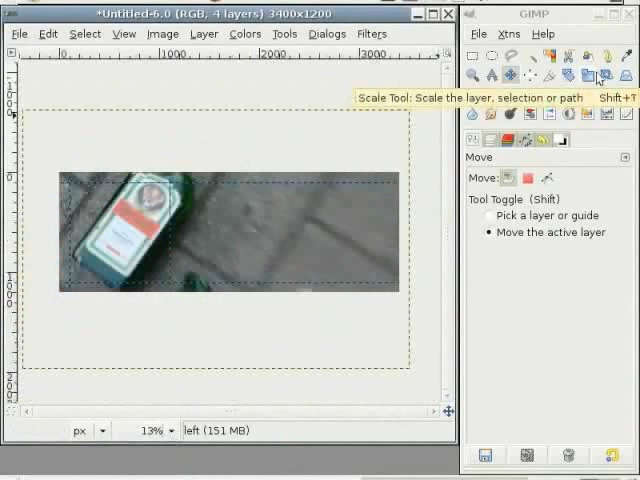 *Untitled-6.0 (RGB, 4 layers) 3400x1200
File Edit Select View Image Layer Tools Dialogs Filters
0 1000 2000 3000
px 13% left (151 MB)
GIMP
File Xtns Help
Scale Tool: Scale the layer, selection or path Shift+T
Move
Move:
Tool Toggle (Shift)
Pick a layer or guide
Move the active layer